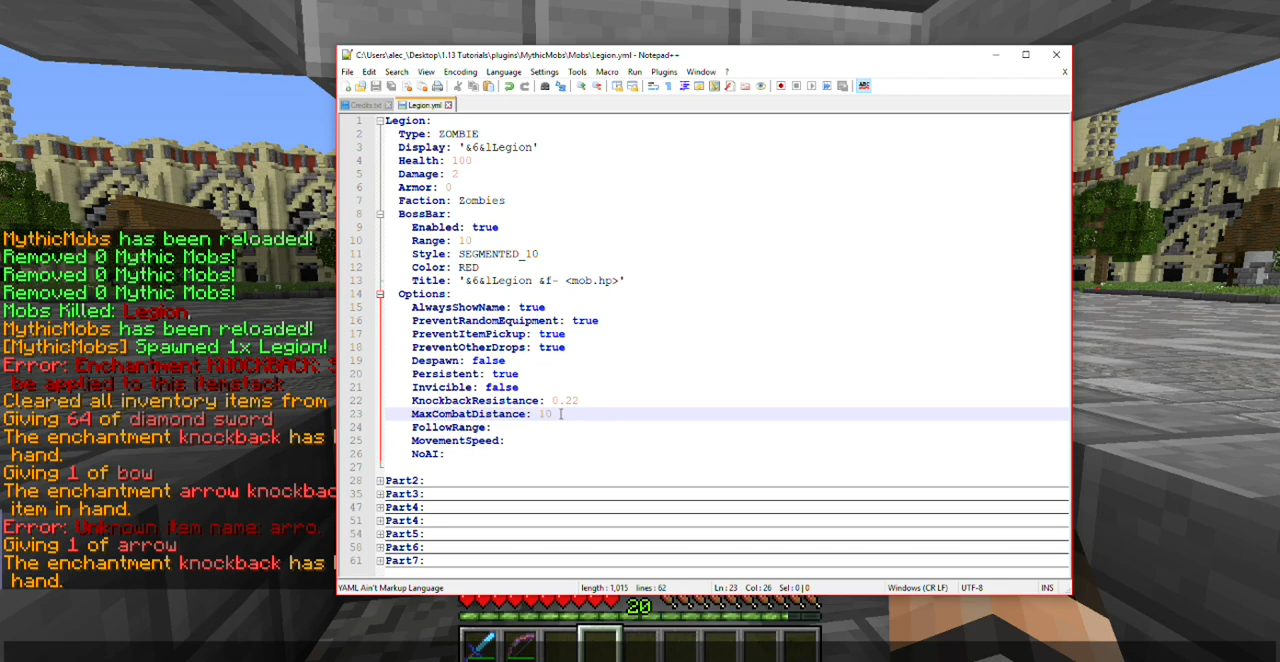 C:\Users\alec_\Desktop\1.13 Tutorials\plugins\MythicMobs\Mobs\Legion.yml - Notepad++
File Edit Search View Encoding Language Settings Tools Macro Run Plugins Window ? X
Credits.txt Legion.yml
1 Legion:
2 Type: ZOMBIE
3 Display: '&6&lLegion'
4 Health: 100
5 Damage: 2
6 Armor: 0
7 Faction: Zombies
8 BossBar:
9 Enabled: true
10 Range: 10
11 Style: SEGMENTED_10
12 Color: RED
13 Title: '&6&lLegion &f- <mob.hp>'
14 Options:
15 AlwaysShowName: true
16 PreventRandomEquipment: true
17 PreventItemPickup: true
18 PreventOtherDrops: true
19 Despawn: false
20 Persistent: true
21 Invicible: false
22 KnockbackResistance: 0.22
23 MaxCombatDistance: 10
24 FollowRange:
25 MovementSpeed:
26 NoAI:
27
28 Part2:
35 Part3:
47 Part4:
51 Part4:
54 Part5:
58 Part6:
61 Part7:
YAML Ain't Markup Language length : 1,015 lines : 62 Ln : 23 Col : 26 Sel : 0 | 0 Windows (CR LF) UTF-8 INS
MythicMobs has been reloaded!
Removed 0 Mythic Mobs!
Removed 0 Mythic Mobs!
Removed 0 Mythic Mobs!
Mobs Killed: Legion,
MythicMobs has been reloaded!
[MythicMobs] Spawned 1x Legion!
Error: Enchantment KNOCKBACK:
be applied to this itemstack
Cleared all inventory items from
Giving 64 of diamond sword
The enchantment knockback has
hand.
Giving 1 of bow
The enchantment arrow knockbac
item in hand.
Error: Unknown item name: arro.
Giving 1 of arrow
The enchantment knockback has
hand.
20